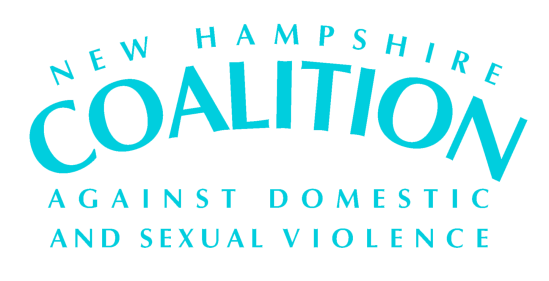 NEW HAMPSHIRE
COALITION
AGAINST DOMESTIC
AND SEXUAL VIOLENCE